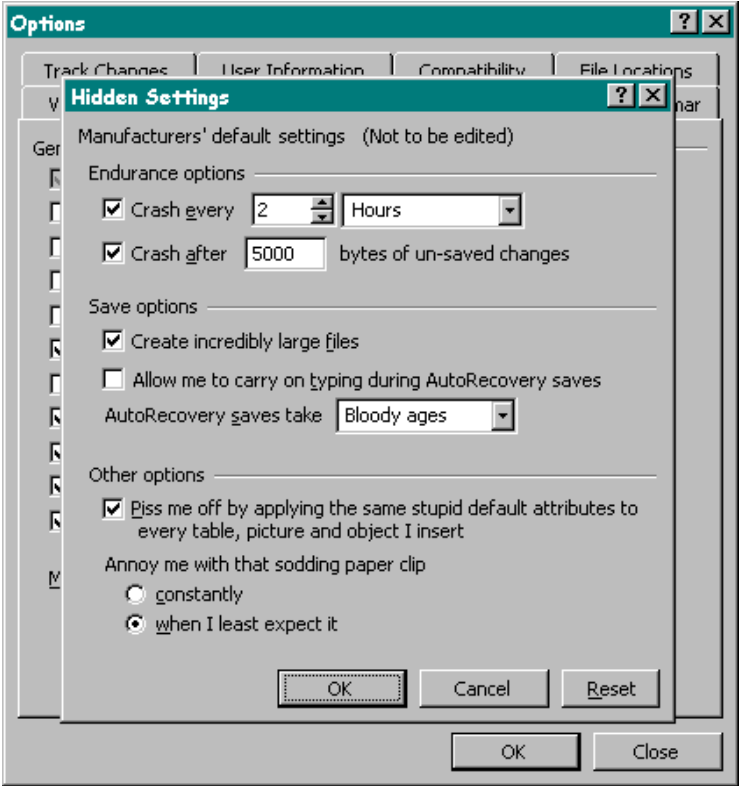 Options
Track Changes User Information Compatibility File Locations
Hidden Settings
Manufacturers' default settings (Not to be edited)
Endurance options
Crash every 2 Hours
Crash after 5000 bytes of un-saved changes
Save options
Create incredibly large files
Allow me to carry on typing during AutoRecovery saves
AutoRecovery saves take Bloody ages
Other options
Piss me off by applying the same stupid default attributes to
every table, picture and object I insert
Annoy me with that sodding paper clip
constantly
when I least expect it
OK Cancel Reset
OK Close